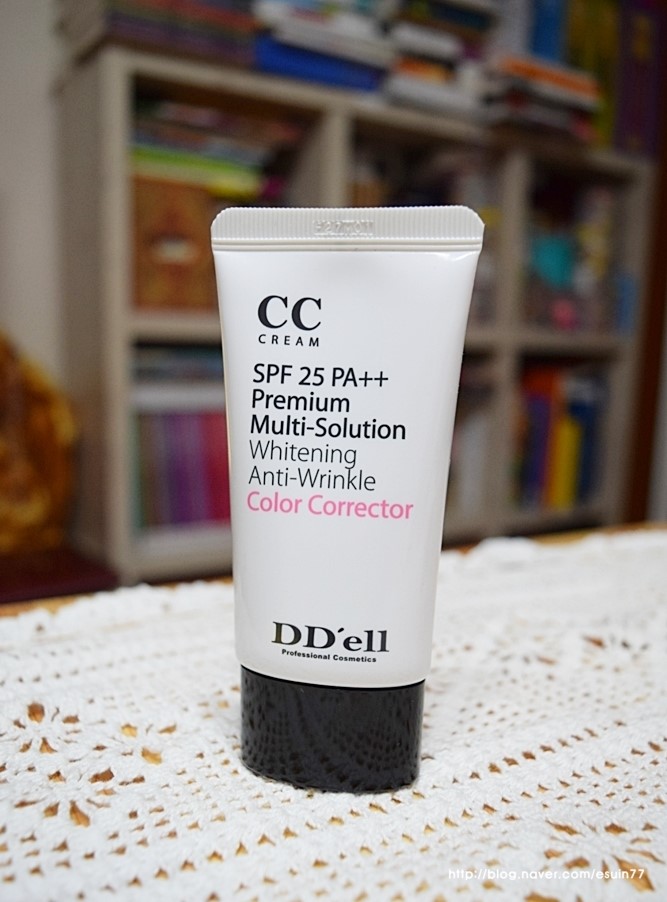 CC
CREAM
SPF 25 PA++
Premium
Multi-Solution
Whitening
Anti-Wrinkle
Color Corrector
DD'ell
Professional Cosmetics
http://blog.naver.com/esuin77